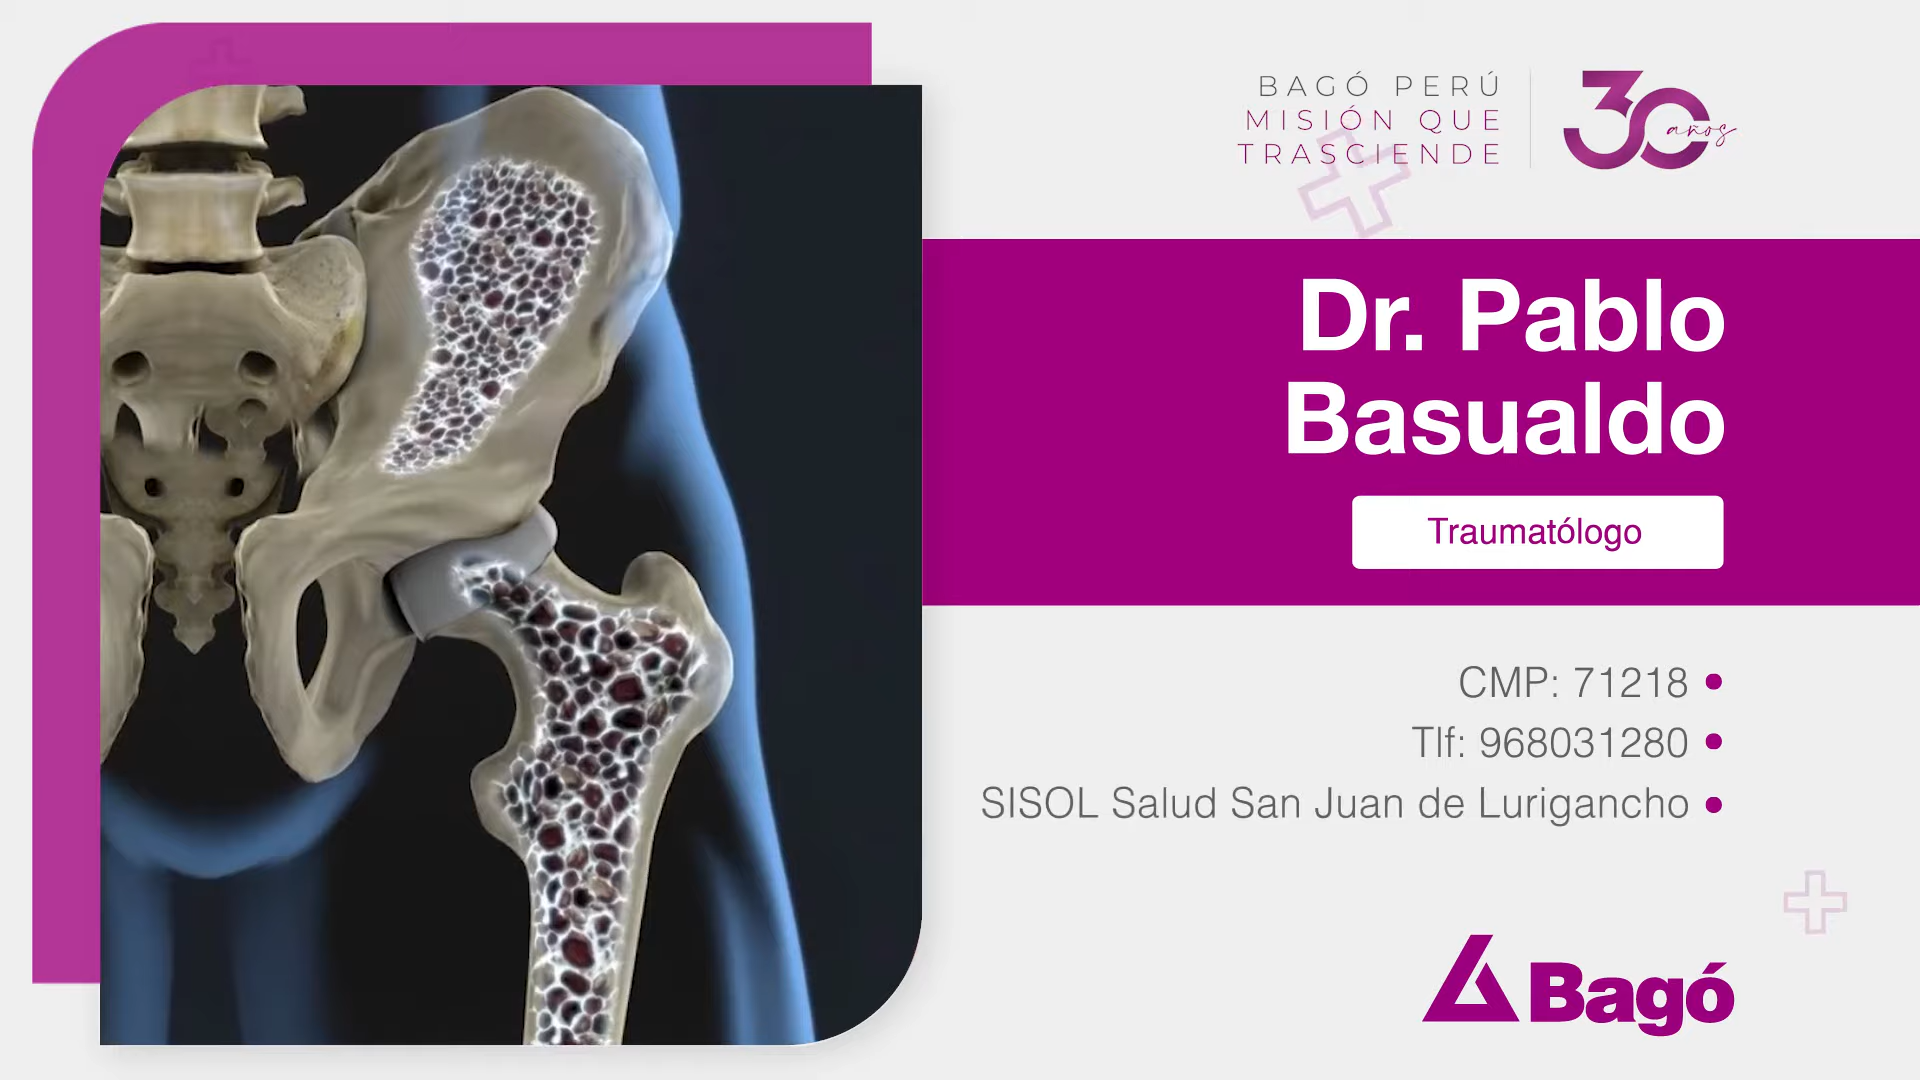 BAGÓ PERÚ
MISIÓN QUE
TRASCIENDE
30 años
Dr. Pablo
Basualdo
Traumatólogo
CMP: 71218
Tlf: 968031280
SISOL Salud San Juan de Lurigancho
Bagó